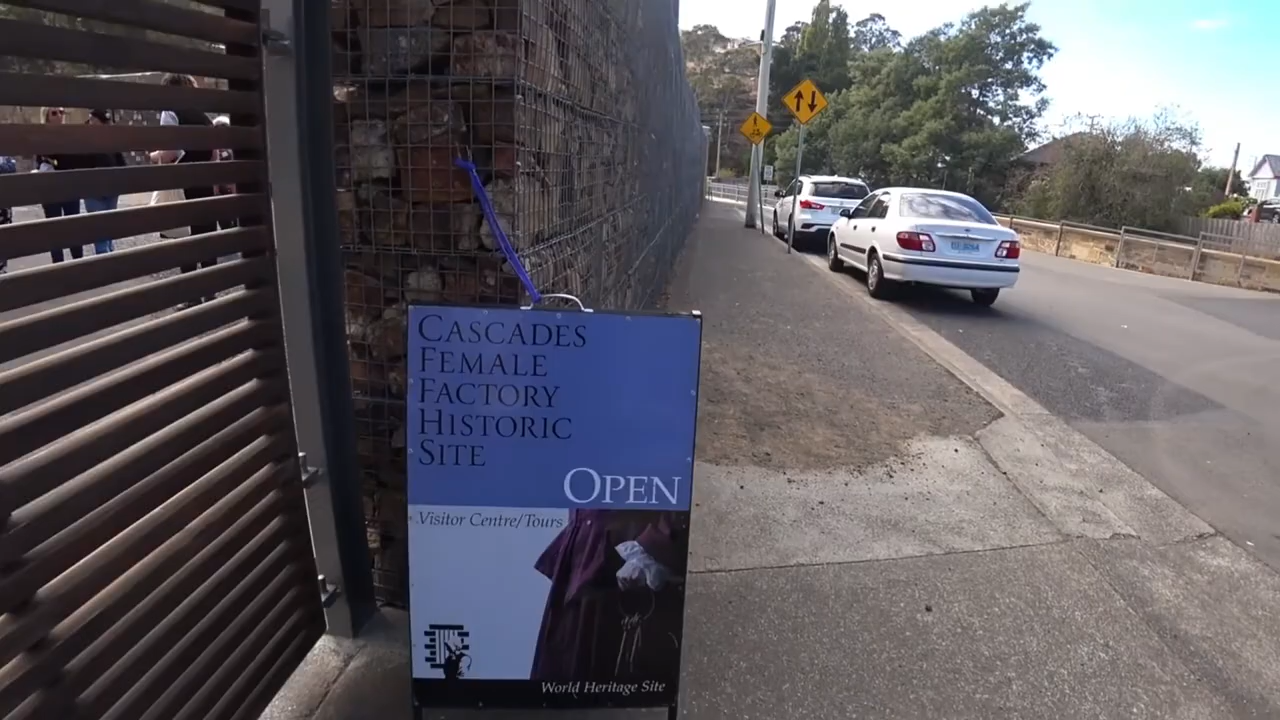 CASCADES
FEMALE
FACTORY
HISTORIC
SITE
OPEN
Visitor Centre/Tours
World Heritage Site